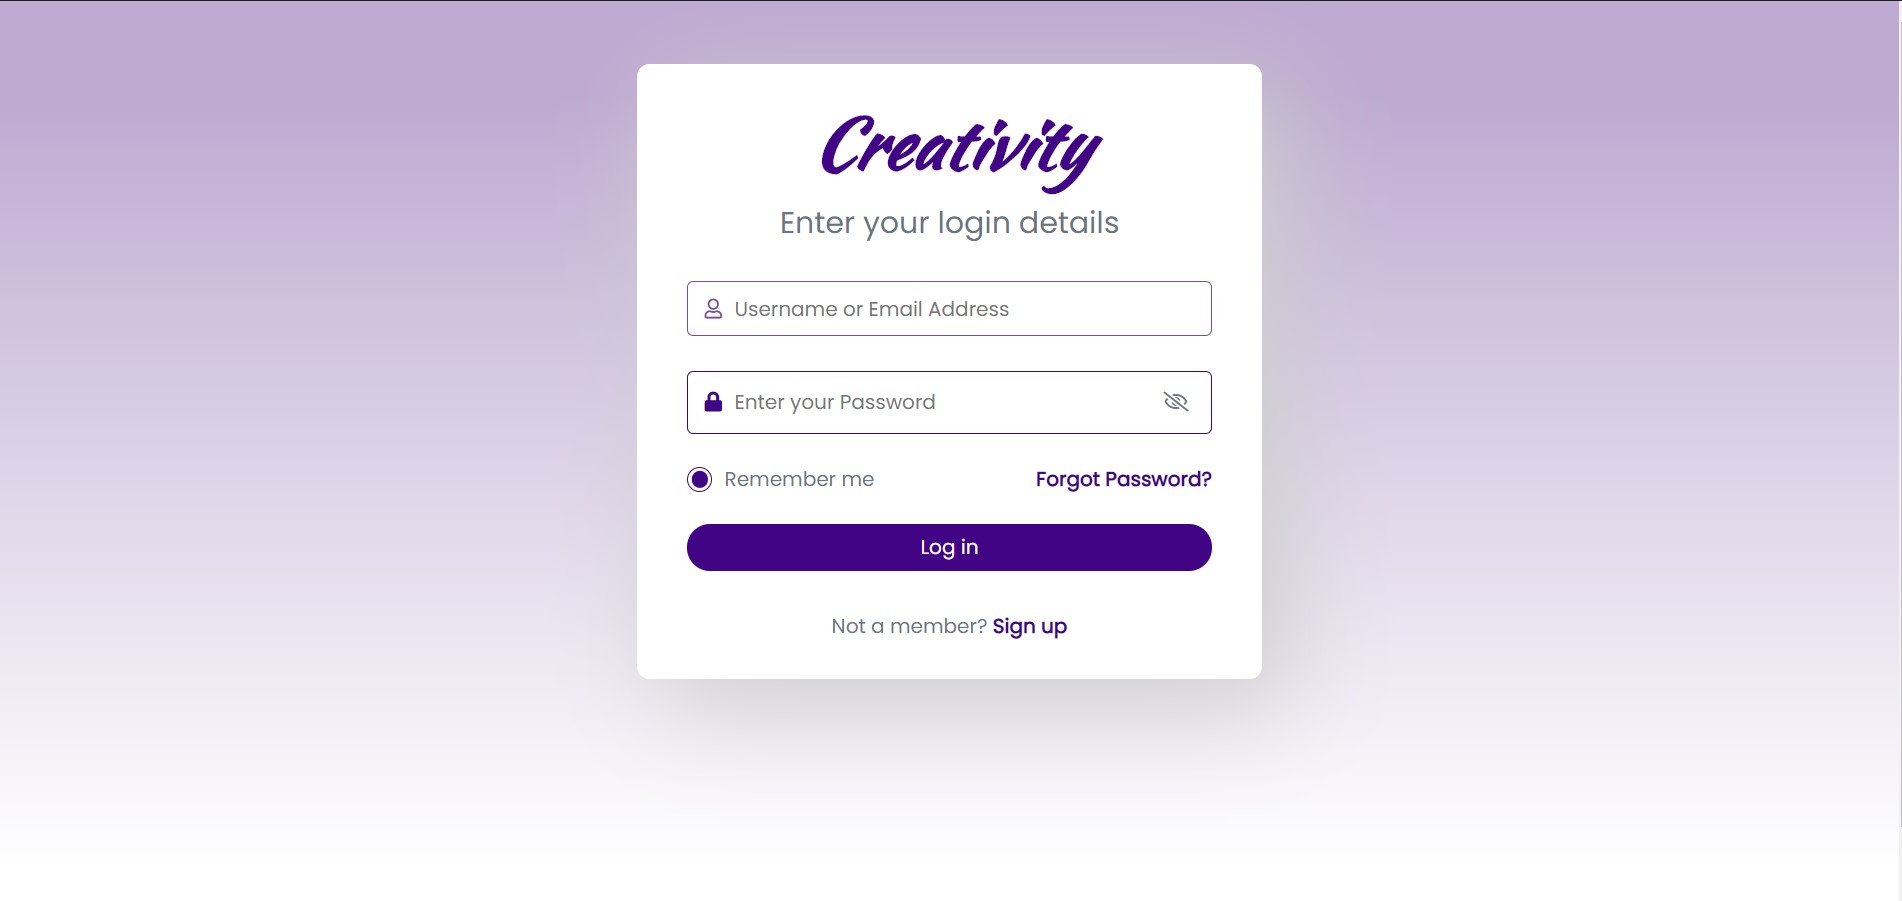 Creativity
Enter your login details
Username or Email Address
Enter your Password
Remember me Forgot Password?
Log in
Not a member? Sign up